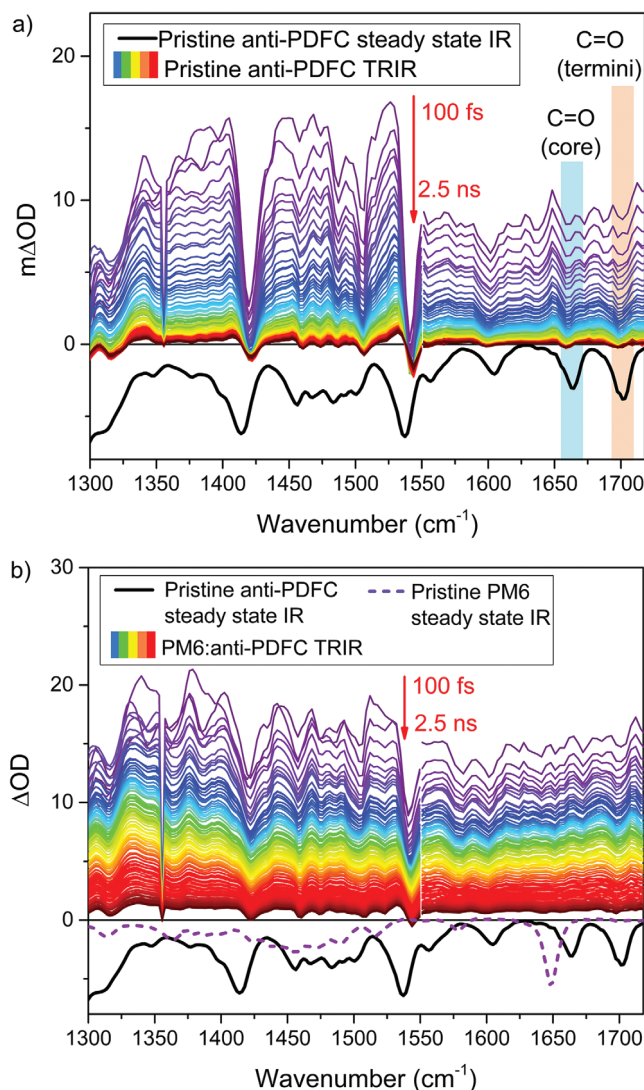 a)
Pristine anti-PDFC steady state IR
Pristine anti-PDFC TRIR
C=O
(termini)
C=O
(core)
100 fs
2.5 ns
20
10
0
mΔOD
1300 1350 1400 1450 1500 1550 1600 1650 1700
Wavenumber (cm⁻¹)
b)
Pristine anti-PDFC
steady state IR
Pristine PM6
steady state IR
PM6:anti-PDFC TRIR
100 fs
2.5 ns
30
20
10
0
ΔOD
1300 1350 1400 1450 1500 1550 1600 1650 1700
Wavenumber (cm⁻¹)